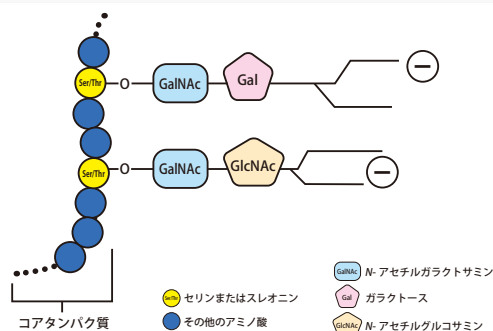 Ser/Thr
O
GalNAc
Gal
−
Ser/Thr
O
GalNAc
GlcNAc
−
コアタンパク質
Ser/Thr セリンまたはスレオニン
その他のアミノ酸
GalNAc N- アセチルガラクトサミン
Gal ガラクトース
GlcNAc N- アセチルグルコサミン